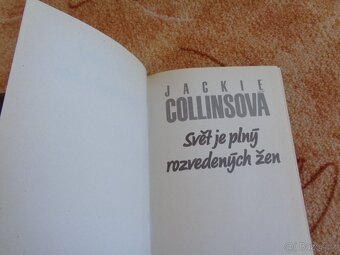 JACKIE
COLLINSOVÁ
Svět je plný
rozvedených žen